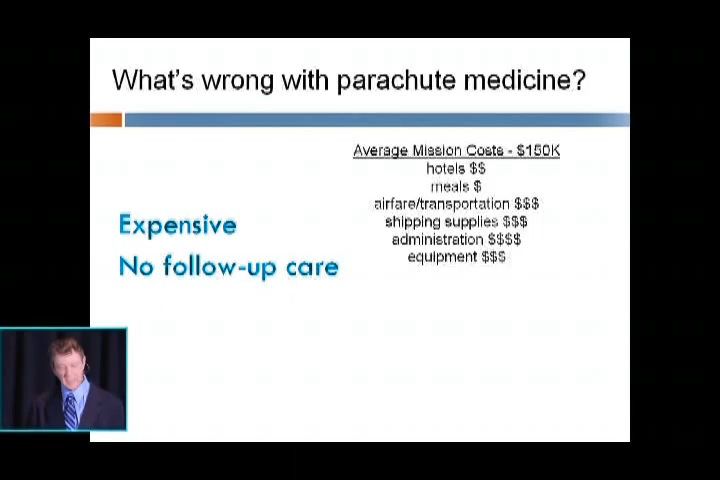 What's wrong with parachute medicine?
Average Mission Costs - $150K
hotels $$
meals $
airfare/transportation $$$
shipping supplies $$$
administration $$$$
equipment $$$
Expensive
No follow-up care